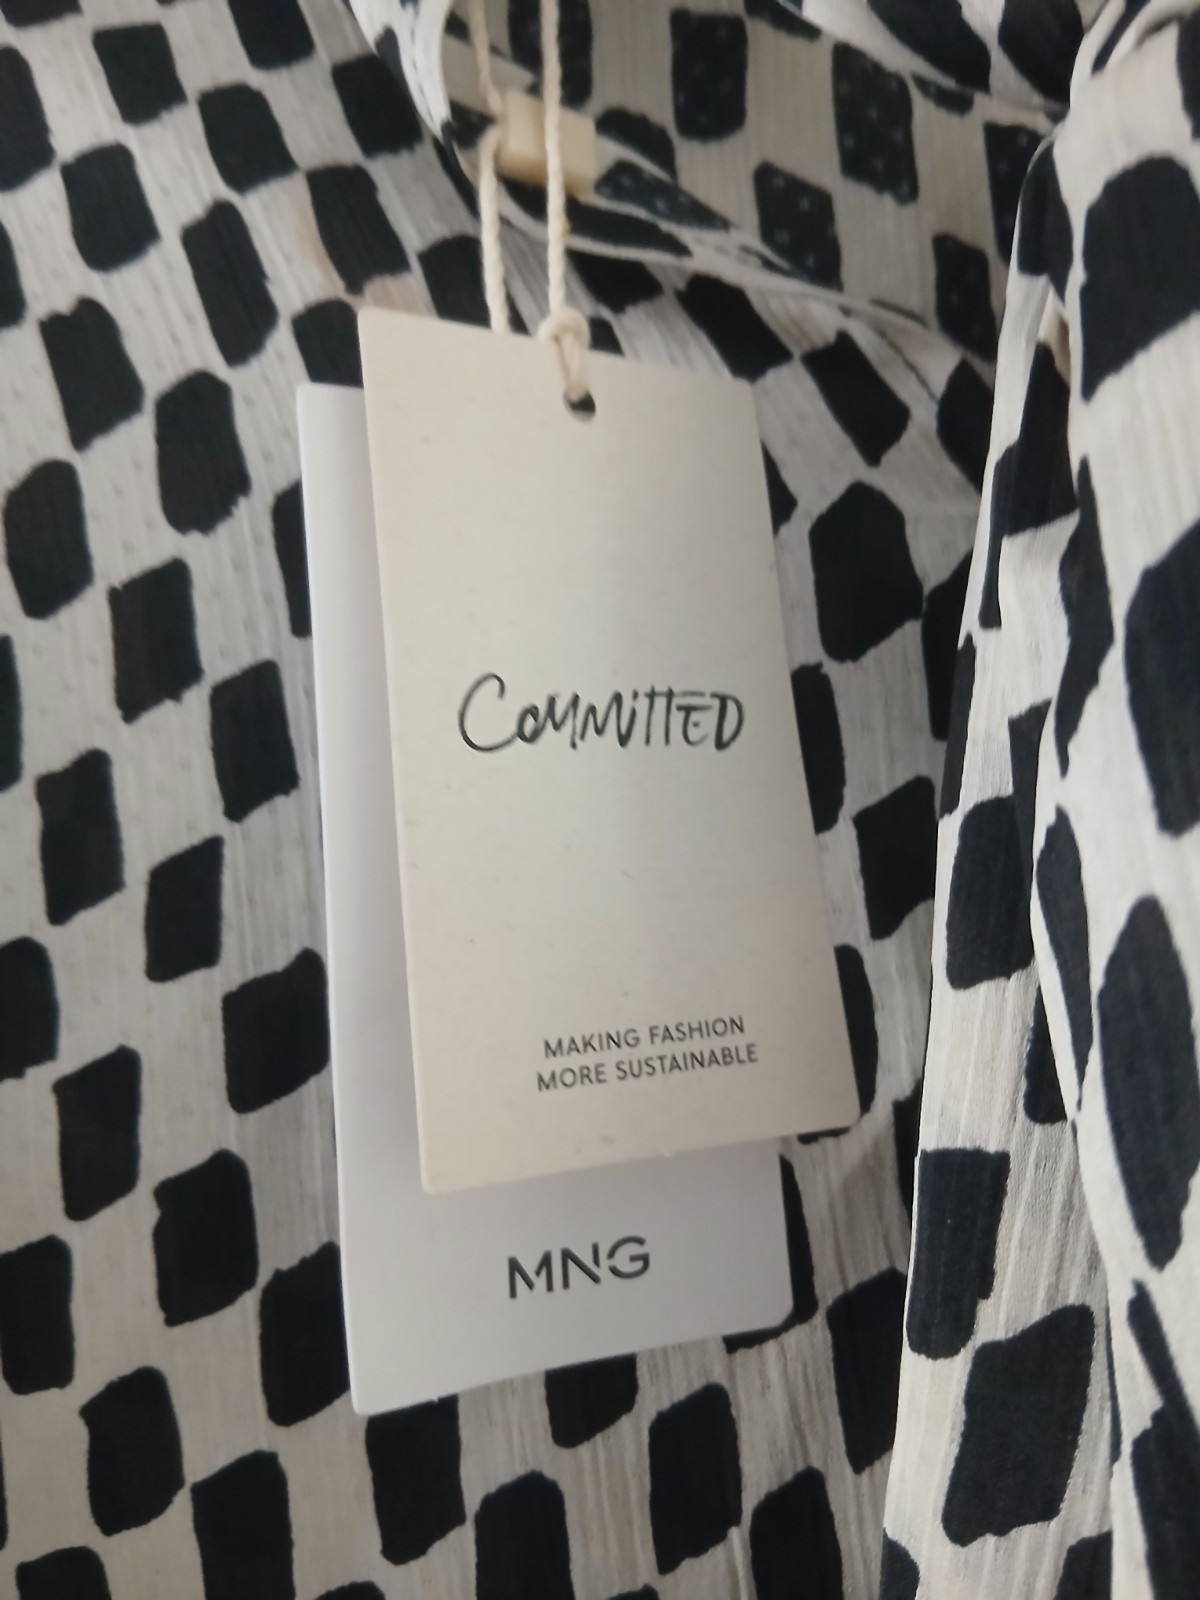 COMMITTED
MAKING FASHION
MORE SUSTAINABLE
MNG